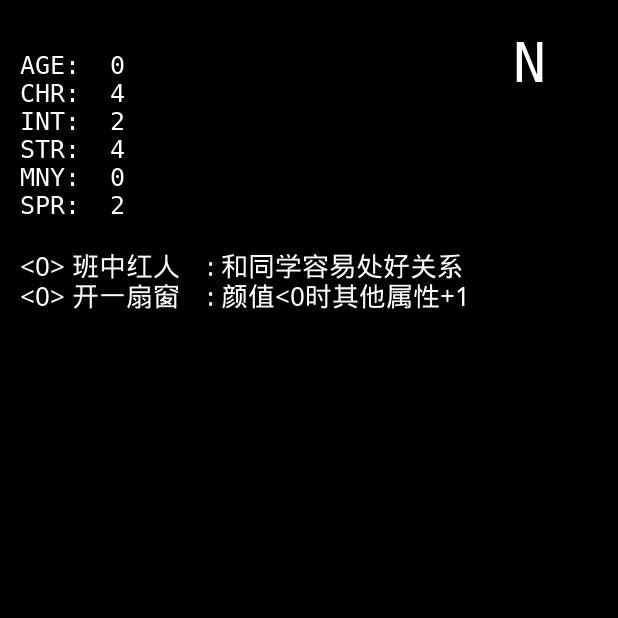 N
AGE: 0
CHR: 4
INT: 2
STR: 4
MNY: 0
SPR: 2
<O> 班中红人 : 和同学容易处好关系
<O> 开一扇窗 : 颜值<0时其他属性+1